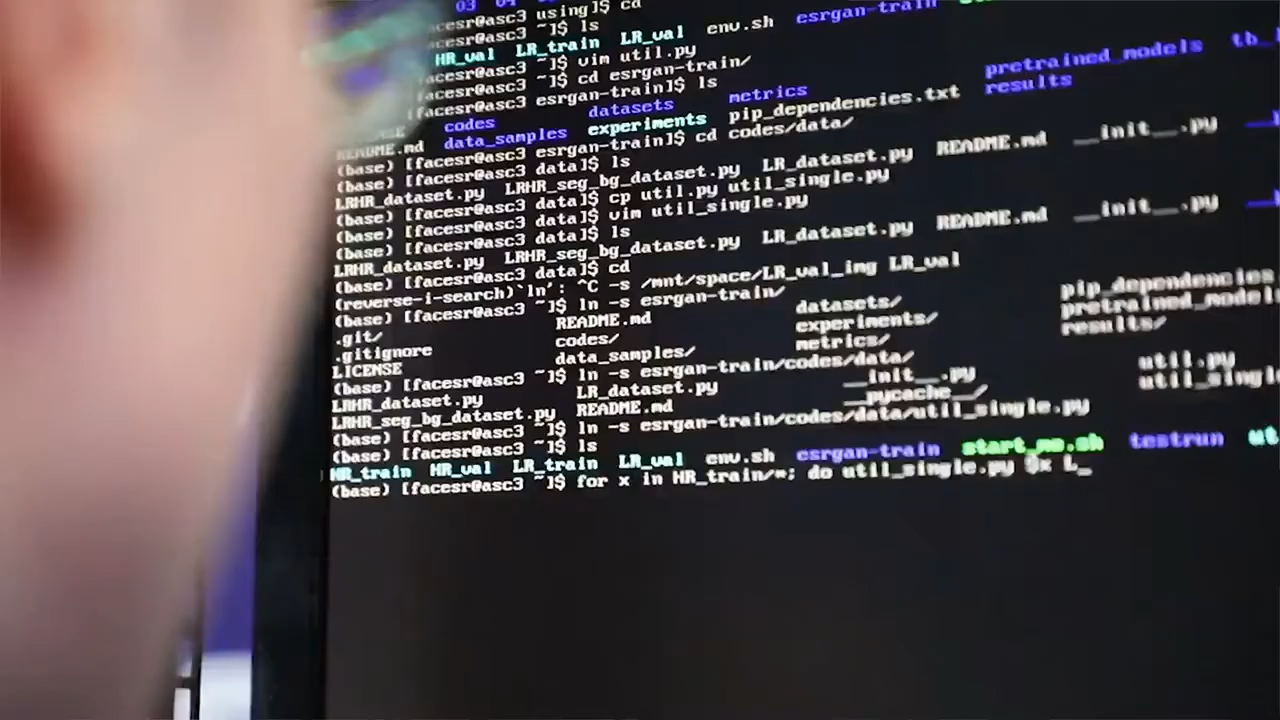 03 04
acesr@asc3 using]$ cd
acesr@asc3 ~]$ ls
HR_val LR_train LR_val env.sh esrgan-train
acesr@asc3 ~]$ vim util.py
acesr@asc3 ~]$ cd esrgan-train/
acesr@asc3 esrgan-train]$ ls
codes datasets metrics pretrained_models
README.md data_samples experiments pip_dependencies.txt results
(base) [facesr@asc3 esrgan-train]$ cd codes/data/
(base) [facesr@asc3 data]$ ls
LRHR_dataset.py LRHR_seg_bg_dataset.py LR_dataset.py README.md __init__.py
(base) [facesr@asc3 data]$ cp util.py util_single.py
(base) [facesr@asc3 data]$ vim util_single.py
(base) [facesr@asc3 data]$ ls
LRHR_dataset.py LRHR_seg_bg_dataset.py LR_dataset.py README.md __init__.py
(base) [facesr@asc3 data]$ cd
(reverse-i-search)`ln': ^C -s /mnt/space/LR_val_img LR_val
(base) [facesr@asc3 ~]$ ln -s esrgan-train/
.git/ README.md datasets/ pip_dependencies
.gitignore codes/ experiments/ pretrained_model
LICENSE data_samples/ metrics/ results/
(base) [facesr@asc3 ~]$ ln -s esrgan-train/codes/data/
LRHR_dataset.py LR_dataset.py __init__.py util.py
LRHR_seg_bg_dataset.py README.md __pycache__/ util_single
(base) [facesr@asc3 ~]$ ln -s esrgan-train/codes/data/util_single.py
(base) [facesr@asc3 ~]$ ls
HR_train HR_val LR_train LR_val env.sh esrgan-train start_me.sh testrun ut
(base) [facesr@asc3 ~]$ for x in HR_train/*; do util_single.py $x L_